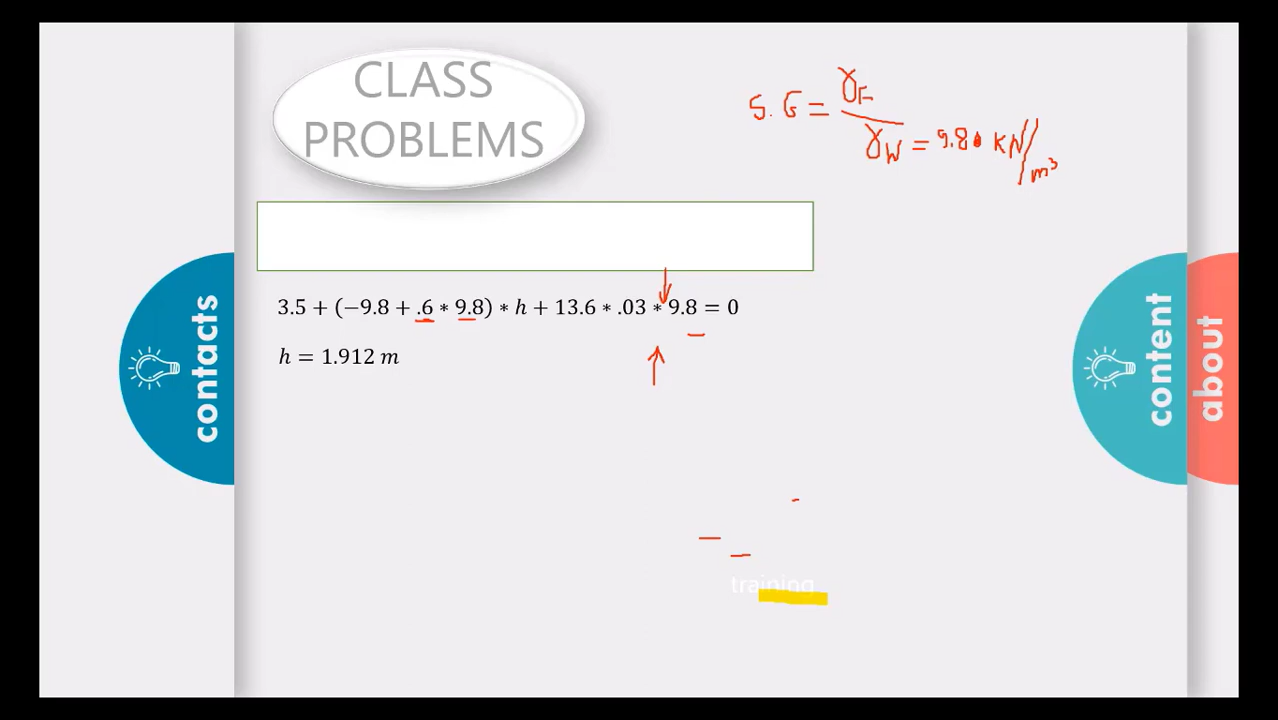 CLASS
PROBLEMS
S.G = γF / γW = 9.80 KN/m³
3.5 + (−9.8 + .6 ∗ 9.8) ∗ h + 13.6 ∗ .03 ∗ 9.8 = 0
h = 1.912 m
contacts
content
about
training